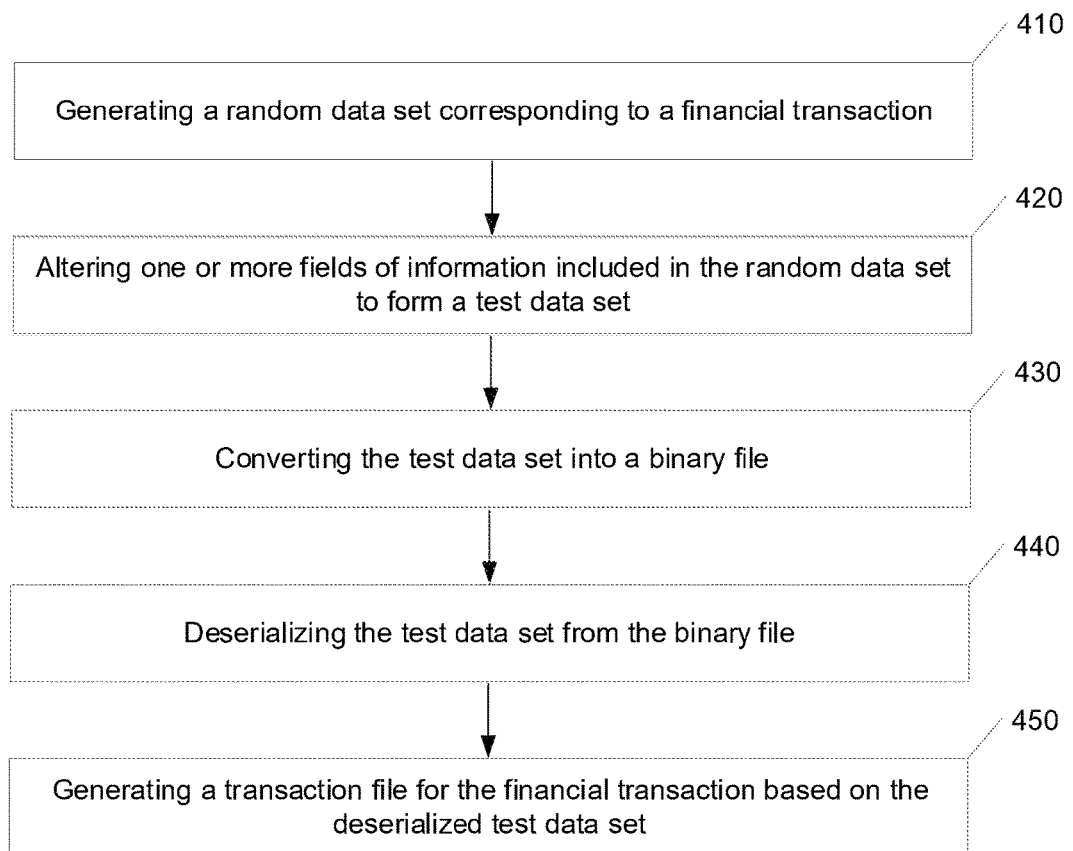 410
Generating a random data set corresponding to a financial transaction
420
Altering one or more fields of information included in the random data set
to form a test data set
430
Converting the test data set into a binary file
440
Deserializing the test data set from the binary file
450
Generating a transaction file for the financial transaction based on the
deserialized test data set